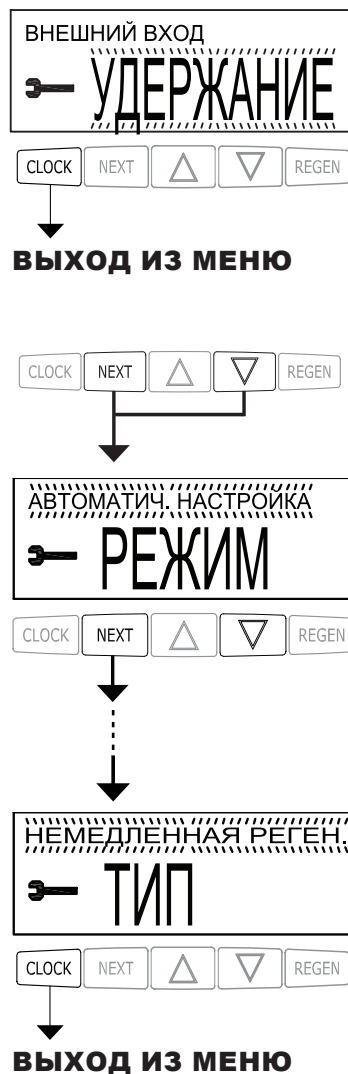 ВНЕШНИЙ ВХОД
УДЕРЖАНИЕ
CLOCK NEXT REGEN
ВЫХОД ИЗ МЕНЮ
CLOCK NEXT REGEN
АВТОМАТИЧ. НАСТРОЙКА
РЕЖИМ
CLOCK NEXT REGEN
НЕМЕДЛЕННАЯ РЕГЕН.
ТИП
CLOCK NEXT REGEN
ВЫХОД ИЗ МЕНЮ